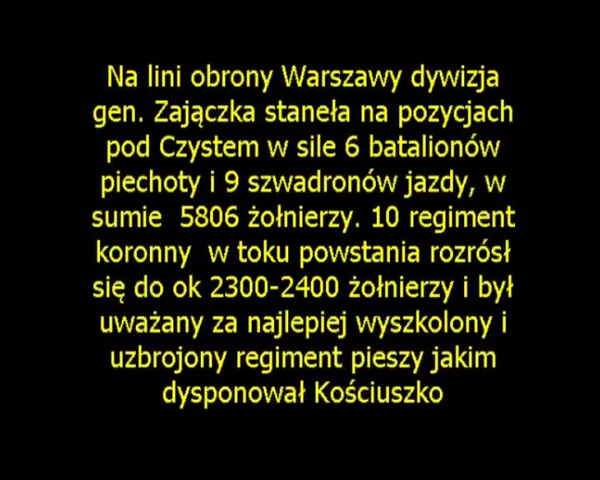 Na lini obrony Warszawy dywizja
gen. Zajączka staneła na pozycjach
pod Czystem w sile 6 batalionów
piechoty i 9 szwadronów jazdy, w
sumie 5806 żołnierzy. 10 regiment
koronny w toku powstania rozrósł
się do ok 2300-2400 żołnierzy i był
uważany za najlepiej wyszkolony i
uzbrojony regiment pieszy jakim
dysponował Kościuszko